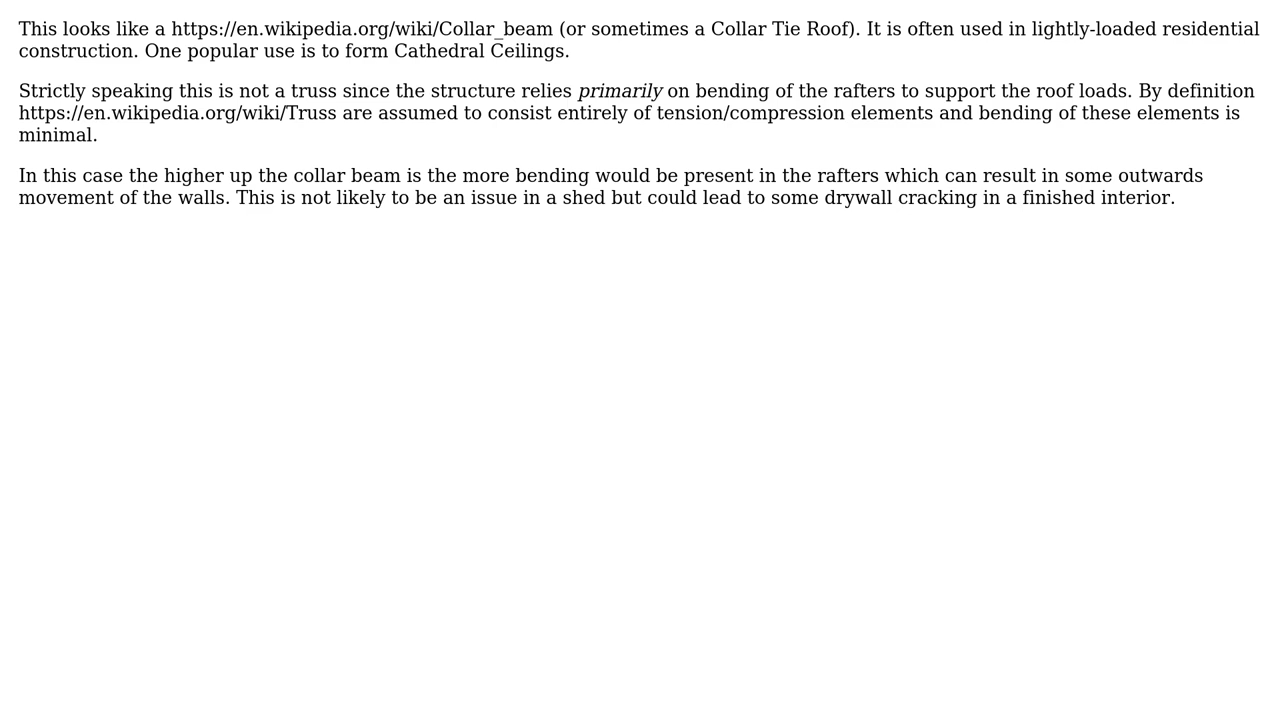 This looks like a https://en.wikipedia.org/wiki/Collar_beam (or sometimes a Collar Tie Roof). It is often used in lightly-loaded residential
construction. One popular use is to form Cathedral Ceilings.
Strictly speaking this is not a truss since the structure relies primarily on bending of the rafters to support the roof loads. By definition
https://en.wikipedia.org/wiki/Truss are assumed to consist entirely of tension/compression elements and bending of these elements is
minimal.
In this case the higher up the collar beam is the more bending would be present in the rafters which can result in some outwards
movement of the walls. This is not likely to be an issue in a shed but could lead to some drywall cracking in a finished interior.